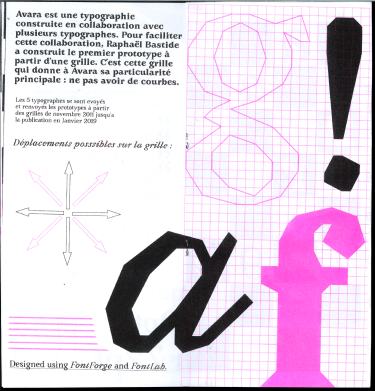 Avara est une typographie
construite en collaboration avec
plusieurs typographes. Pour faciliter
cette collaboration, Raphaël Bastide
a construit le premier prototype à
partir d'une grille. C'est cette grille
qui donne à Avara sa particularité
principale : ne pas avoir de courbes.
Les 5 typographes se sont evoyés
et renvoyés les prototypes à partir
des grilles de novembre 2011 jusqu'a
la publication en Janvier 2019
Déplacements posssibles sur la grille :
g!
af
Designed using FontForge and FontLab.